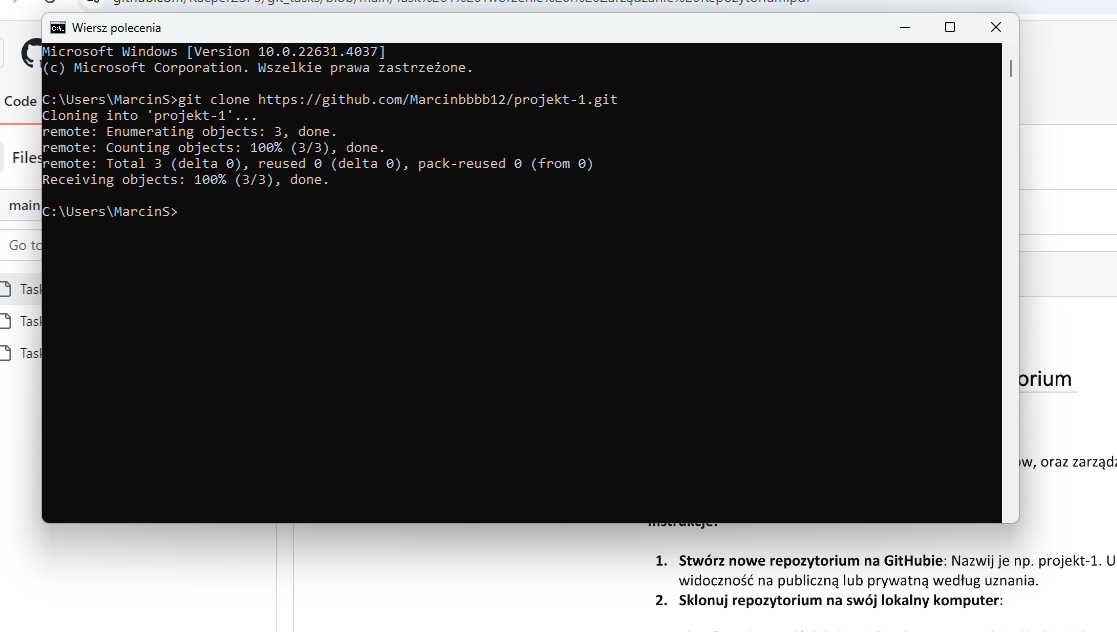 Wiersz polecenia
Microsoft Windows [Version 10.0.22631.4037]
(c) Microsoft Corporation. Wszelkie prawa zastrzeżone.
C:\Users\MarcinS>git clone https://github.com/Marcinbbbb12/projekt-1.git
Cloning into 'projekt-1'...
remote: Enumerating objects: 3, done.
remote: Counting objects: 100% (3/3), done.
remote: Total 3 (delta 0), reused 0 (delta 0), pack-reused 0 (from 0)
Receiving objects: 100% (3/3), done.
C:\Users\MarcinS>
Code
Files
main
Go to
Task
Task
Task
orium
ow, oraz zarządz
Instrukcje:
1. Stwórz nowe repozytorium na GitHubie: Nazwij je np. projekt-1. U
widoczność na publiczną lub prywatną według uznania.
2. Sklonuj repozytorium na swój lokalny komputer: